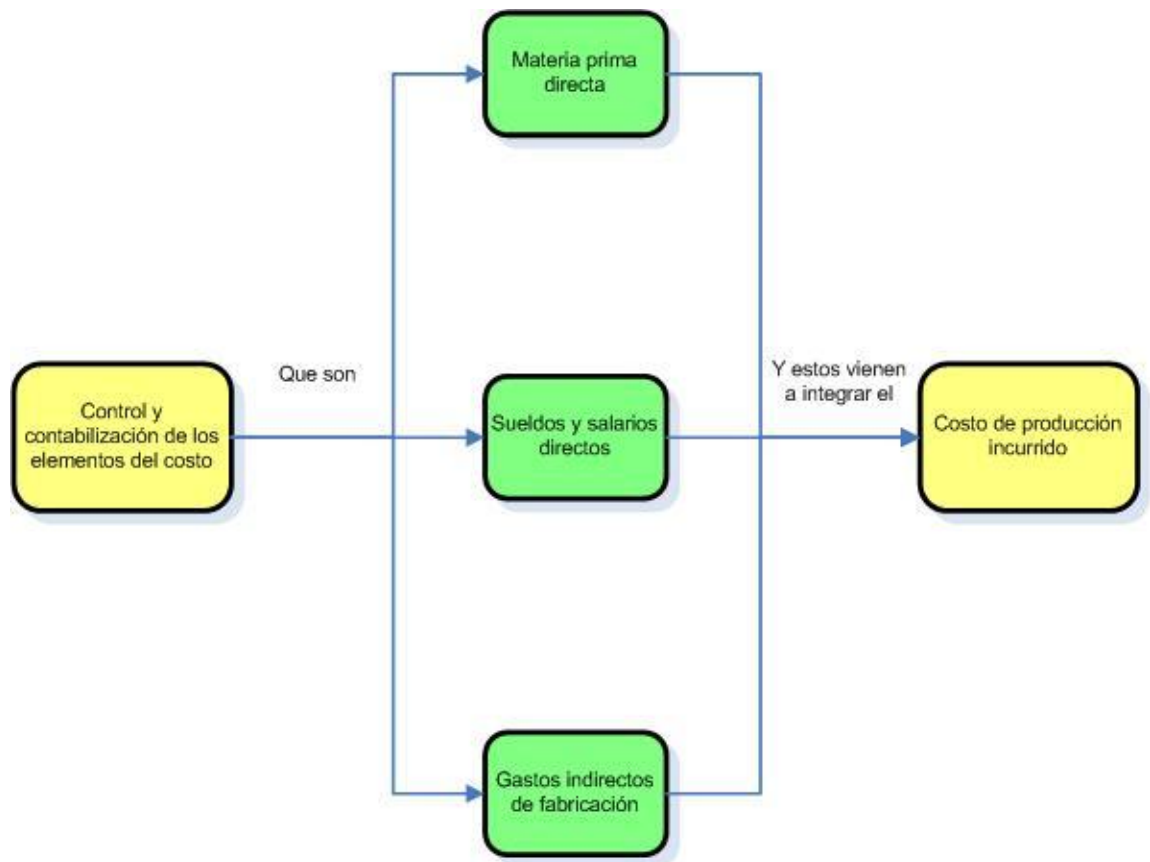 Materia prima
directa
Control y
contabilización de los
elementos del costo
Que son
Sueldos y salarios
directos
Y estos vienen
a integrar el
Costo de producción
incurrido
Gastos indirectos
de fabricación